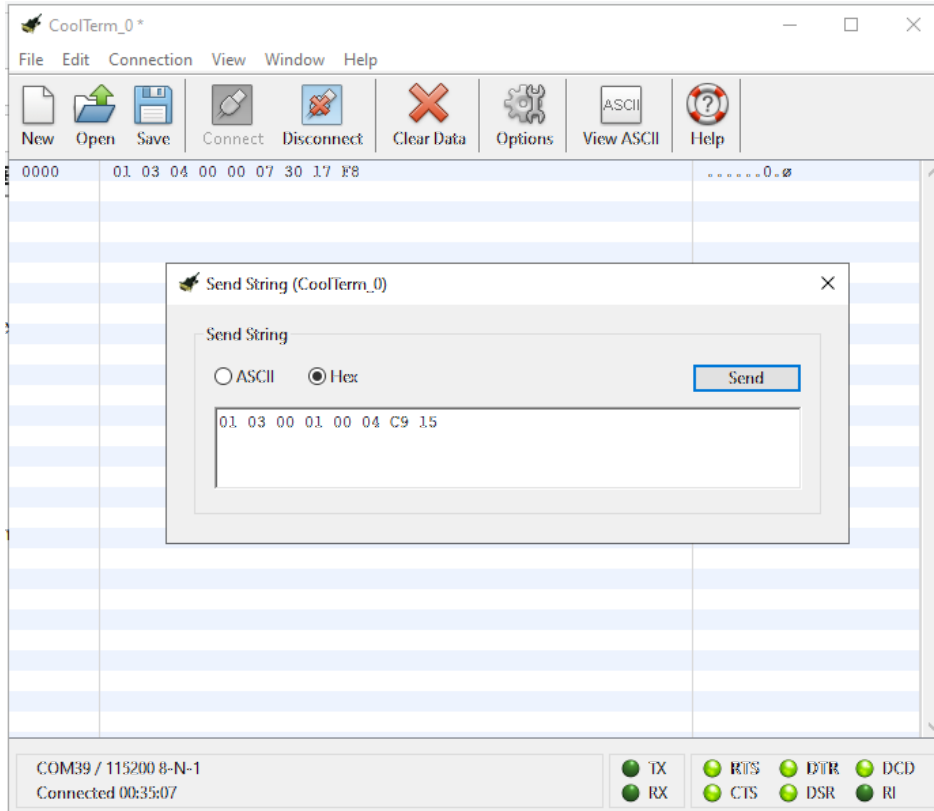 CoolTerm_0 *
File Edit Connection View Window Help
ASCII
New Open Save Connect Disconnect Clear Data Options View ASCII Help
0000 01 03 04 00 00 07 30 17 F8 ......0.ø
Send String (CoolTerm_0)
Send String
ASCII Hex Send
01 03 00 01 00 04 C9 15
COM39 / 115200 8-N-1 TX RTS DTR DCD
Connected 00:35:07 RX CTS DSR RI